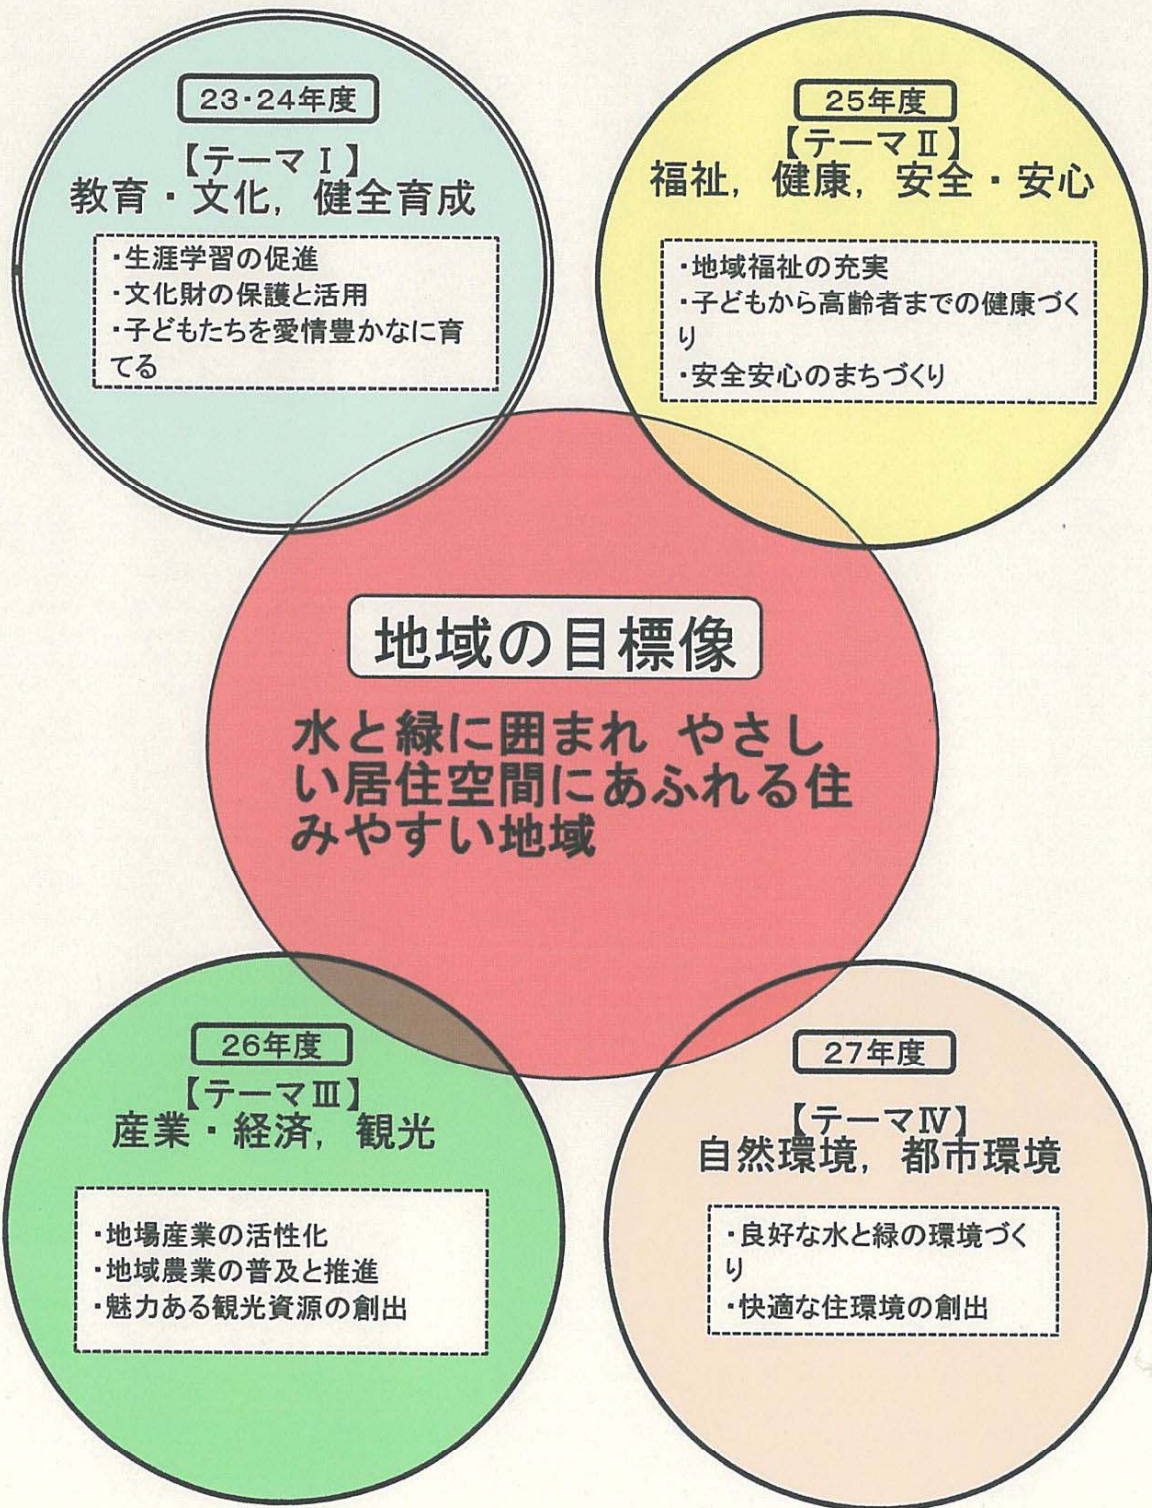 23・24年度
【テーマⅠ】
教育・文化，健全育成
・生涯学習の促進
・文化財の保護と活用
・子どもたちを愛情豊かなに育
てる
25年度
【テーマⅡ】
福祉，健康，安全・安心
・地域福祉の充実
・子どもから高齢者までの健康づく
り
・安全安心のまちづくり
地域の目標像
水と緑に囲まれ やさし
い居住空間にあふれる住
みやすい地域
26年度
【テーマⅢ】
産業・経済，観光
・地場産業の活性化
・地域農業の普及と推進
・魅力ある観光資源の創出
27年度
【テーマⅣ】
自然環境，都市環境
・良好な水と緑の環境づく
り
・快適な住環境の創出